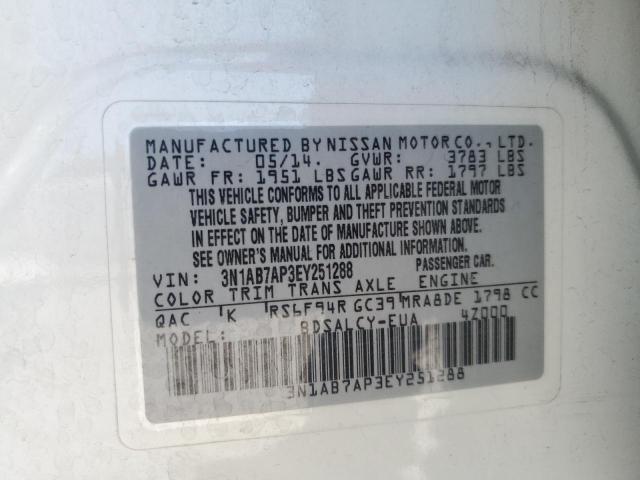 MANUFACTURED BY NISSAN MOTOR CO., LTD.
DATE: 05/14. GVWR: 3783 LBS
GAWR FR: 1951 LBS GAWR RR: 1797 LBS
THIS VEHICLE CONFORMS TO ALL APPLICABLE FEDERAL MOTOR
VEHICLE SAFETY, BUMPER AND THEFT PREVENTION STANDARDS
IN EFFECT ON THE DATE OF MANUFACTURE SHOWN ABOVE.
SEE OWNER'S MANUAL FOR ADDITIONAL INFORMATION.
VIN: 3N1AB7AP3EY251288 PASSENGER CAR.
COLOR TRIM TRANS AXLE ENGINE
QAC K RS6F94R GC39 MRA8DE 1798 CC
MODEL: BDSALCY-EUA 4Z000
3N1AB7AP3EY251288